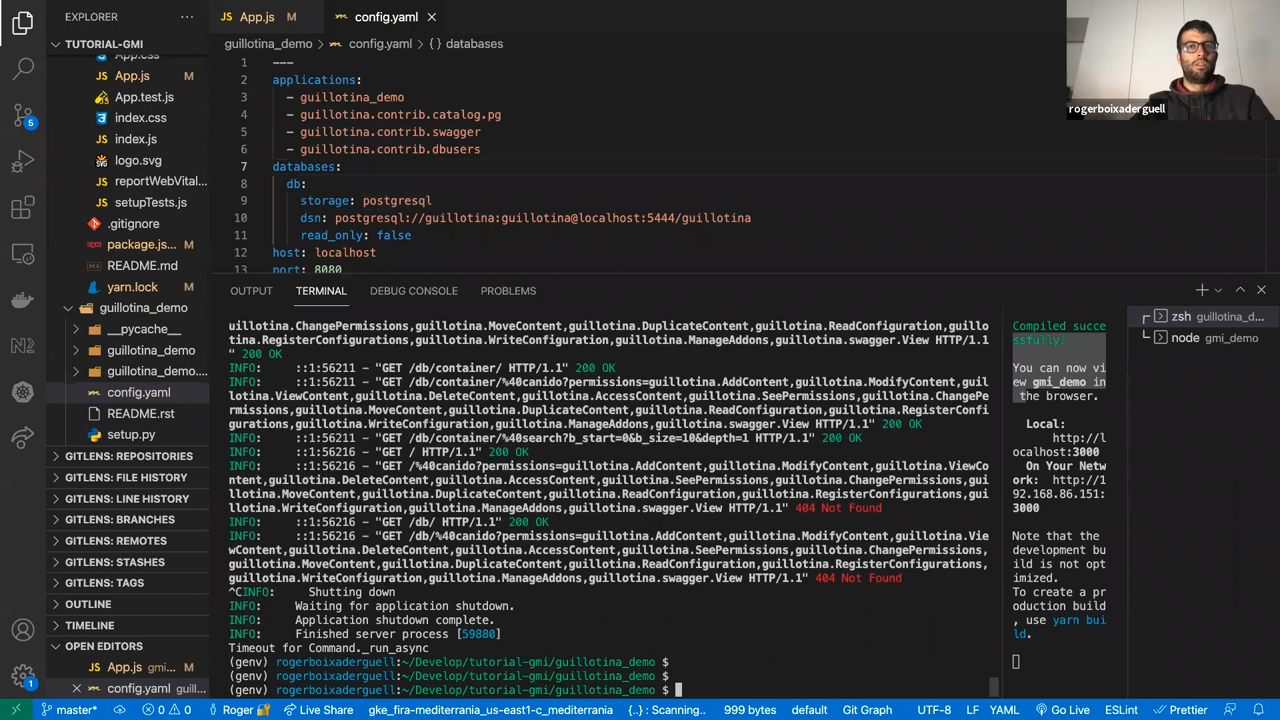 EXPLORER
···
App.js M
config.yaml
guillotina_demo > config.yaml > {} databases
TUTORIAL-GMI
App.css
App.js M
App.test.js
index.css
index.js
logo.svg
reportWebVital...
setupTests.js
.gitignore
package.js... M
README.md
yarn.lock M
guillotina_demo
__pycache__
guillotina_demo
guillotina_demo....
config.yaml
README.rst
setup.py
GITLENS: REPOSITORIES
GITLENS: FILE HISTORY
GITLENS: LINE HISTORY
GITLENS: BRANCHES
GITLENS: REMOTES
GITLENS: STASHES
GITLENS: TAGS
OUTLINE
TIMELINE
OPEN EDITORS
App.js gmi...
config.yaml guill...
5
1
1 ---
2 applications:
3 - guillotina_demo
4 - guillotina.contrib.catalog.pg
5 - guillotina.contrib.swagger
6 - guillotina.contrib.dbusers
7 databases:
8 db:
9 storage: postgresql
10 dsn: postgresql://guillotina:guillotina@localhost:5444/guillotina
11 read_only: false
12 host: localhost
13 port: 8080
rogerboixaderguell
OUTPUT TERMINAL DEBUG CONSOLE PROBLEMS
uillotina.ChangePermissions,guillotina.MoveContent,guillotina.DuplicateContent,guillotina.ReadConfiguration,guillo
tina.RegisterConfigurations,guillotina.WriteConfiguration,guillotina.ManageAddons,guillotina.swagger.View HTTP/1.1
" 200 OK
INFO: ::1:56211 - "GET /db/container/ HTTP/1.1" 200 OK
INFO: ::1:56211 - "GET /db/container/%40canido?permissions=guillotina.AddContent,guillotina.ModifyContent,guil
lotina.ViewContent,guillotina.DeleteContent,guillotina.AccessContent,guillotina.SeePermissions,guillotina.ChangePe
rmissions,guillotina.MoveContent,guillotina.DuplicateContent,guillotina.ReadConfiguration,guillotina.RegisterConfi
gurations,guillotina.WriteConfiguration,guillotina.ManageAddons,guillotina.swagger.View HTTP/1.1" 200 OK
INFO: ::1:56211 - "GET /db/container/%40search?b_start=0&b_size=10&depth=1 HTTP/1.1" 200 OK
INFO: ::1:56216 - "GET / HTTP/1.1" 200 OK
INFO: ::1:56216 - "GET /%40canido?permissions=guillotina.AddContent,guillotina.ModifyContent,guillotina.ViewCo
ntent,guillotina.DeleteContent,guillotina.AccessContent,guillotina.SeePermissions,guillotina.ChangePermissions,gui
llotina.MoveContent,guillotina.DuplicateContent,guillotina.ReadConfiguration,guillotina.RegisterConfigurations,gui
llotina.WriteConfiguration,guillotina.ManageAddons,guillotina.swagger.View HTTP/1.1" 404 Not Found
INFO: ::1:56216 - "GET /db/ HTTP/1.1" 200 OK
INFO: ::1:56216 - "GET /db/%40canido?permissions=guillotina.AddContent,guillotina.ModifyContent,guillotina.Vie
wContent,guillotina.DeleteContent,guillotina.AccessContent,guillotina.SeePermissions,guillotina.ChangePermissions,
guillotina.MoveContent,guillotina.DuplicateContent,guillotina.ReadConfiguration,guillotina.RegisterConfigurations,
guillotina.WriteConfiguration,guillotina.ManageAddons,guillotina.swagger.View HTTP/1.1" 404 Not Found
^CINFO: Shutting down
INFO: Waiting for application shutdown.
INFO: Application shutdown complete.
INFO: Finished server process [59880]
Timeout for Command._run_async
(genv) rogerboixaderguell:~/Develop/tutorial-gmi/guillotina_demo $
(genv) rogerboixaderguell:~/Develop/tutorial-gmi/guillotina_demo $
(genv) rogerboixaderguell:~/Develop/tutorial-gmi/guillotina_demo $
Compiled succe
ssfully!
You can now vi
ew gmi_demo in
the browser.
Local:
http://l
ocalhost:3000
On Your Netw
ork: http://1
92.168.86.151:
3000
Note that the
development bu
ild is not opt
imized.
To create a pr
oduction build
, use yarn bui
ld.
zsh guillotina_d...
node gmi_demo
master* 0 0 Roger Live Share gke_fira-mediterrania_us-east1-c_mediterrania {..} : Scanning.. 999 bytes default Git Graph UTF-8 LF YAML Go Live ESLint Prettier